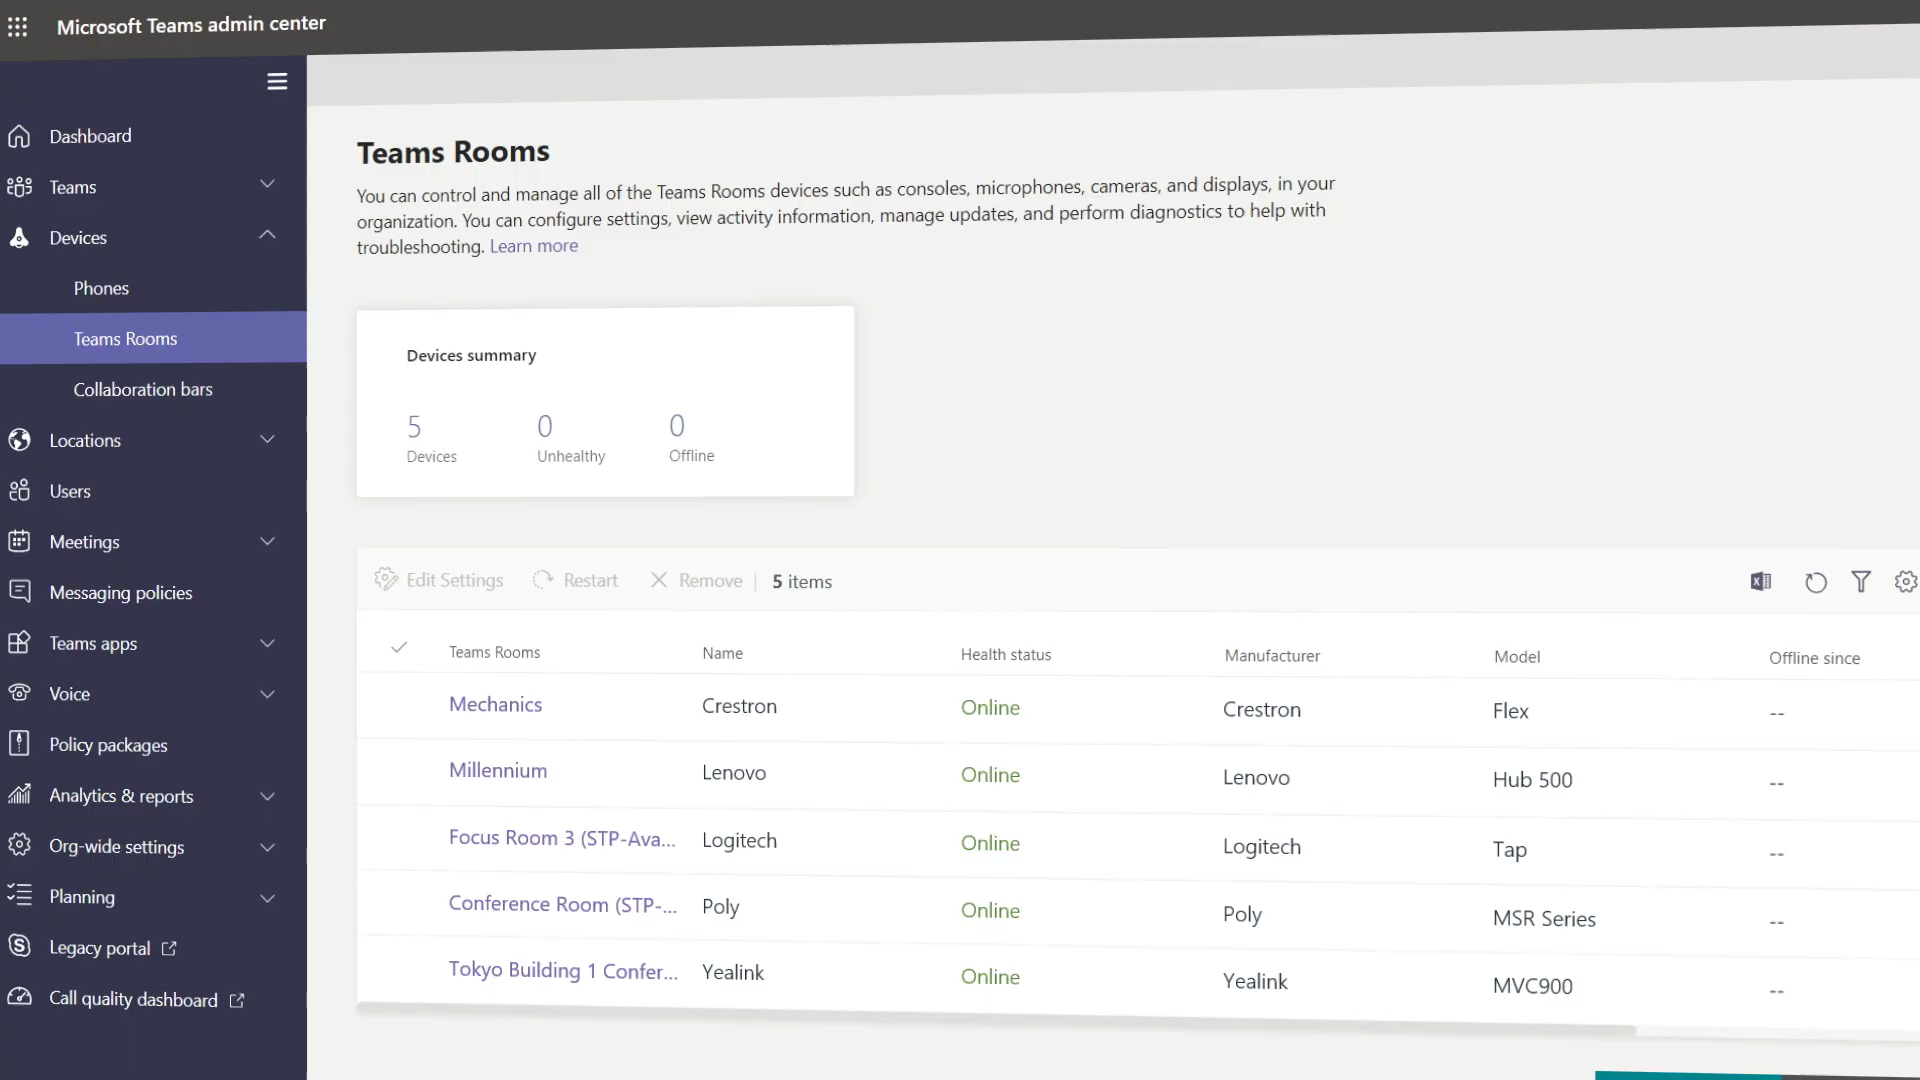 Microsoft Teams admin center
Dashboard
Teams
Devices
Phones
Teams Rooms
Collaboration bars
Locations
Users
Meetings
Messaging policies
Teams apps
Voice
Policy packages
Analytics & reports
Org-wide settings
Planning
Legacy portal
Call quality dashboard
Teams Rooms
You can control and manage all of the Teams Rooms devices such as consoles, microphones, cameras, and displays, in your
organization. You can configure settings, view activity information, manage updates, and perform diagnostics to help with
troubleshooting. Learn more
Devices summary
5 0 0
Devices Unhealthy Offline
Edit Settings Restart Remove | 5 items
Teams Rooms Name Health status Manufacturer Model Offline since
Mechanics Crestron Online Crestron Flex --
Millennium Lenovo Online Lenovo Hub 500 --
Focus Room 3 (STP-Ava... Logitech Online Logitech Tap --
Conference Room (STP-... Poly Online Poly MSR Series --
Tokyo Building 1 Confer... Yealink Online Yealink MVC900 --